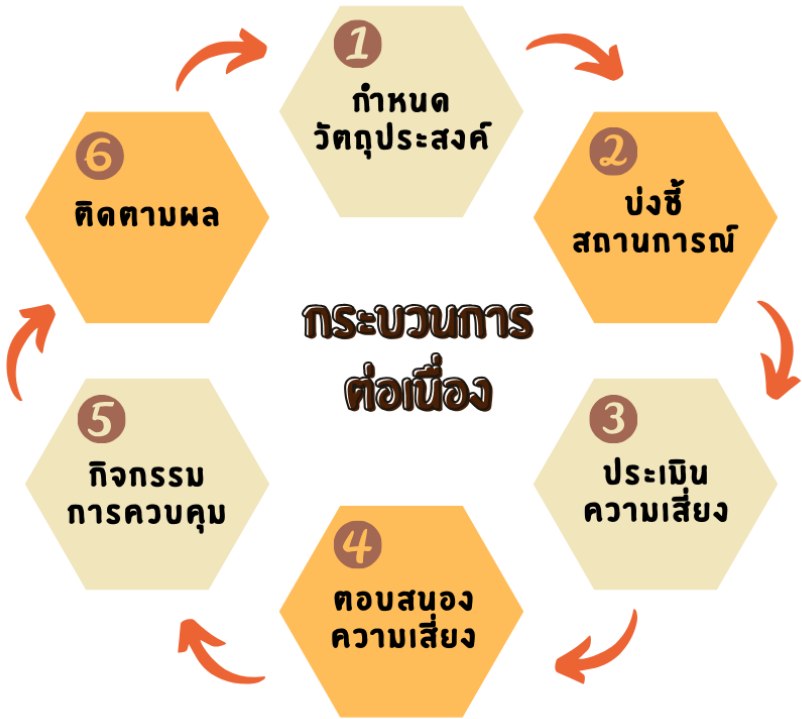 1
กำหนด
วัตถุประสงค์
2
บ่งชี้
สถานการณ์
3
ประเมิน
ความเสี่ยง
4
ตอบสนอง
ความเสี่ยง
5
กิจกรรม
การควบคุม
6
ติดตามผล
กระบวนการ
ต่อเนื่อง